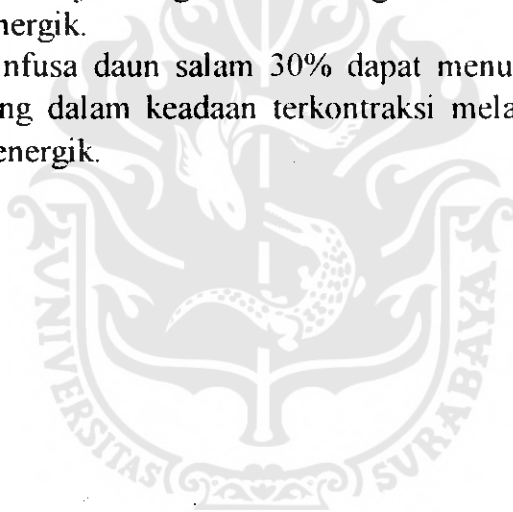 nergik.
nfusa daun salam 30% dapat menu
ng dalam keadaan terkontraksi mela
energik.
UNIVERSITAS SURABAYA